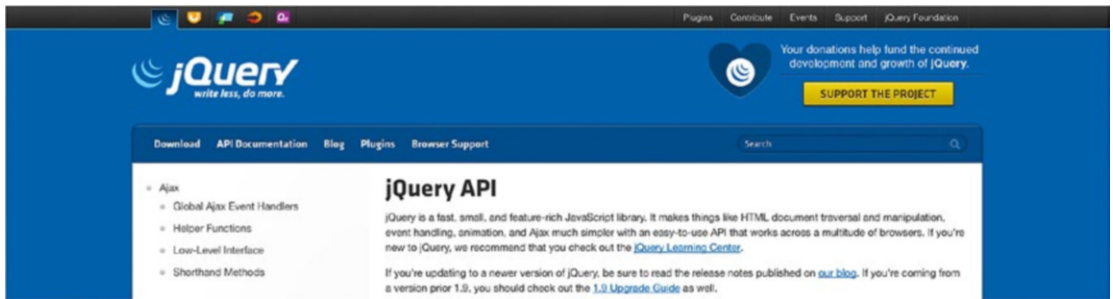 Plugins Contribute Events Support jQuery Foundation
jQuery
write less, do more.
Your donations help fund the continued
development and growth of jQuery.
SUPPORT THE PROJECT
Download API Documentation Blog Plugins Browser Support
Search
Ajax
Global Ajax Event Handlers
Helper Functions
Low-Level Interface
Shorthand Methods
jQuery API
jQuery is a fast, small, and feature-rich JavaScript library. It makes things like HTML document traversal and manipulation,
event handling, animation, and Ajax much simpler with an easy-to-use API that works across a multitude of browsers. If you're
new to jQuery, we recommend that you check out the jQuery Learning Center.
If you're updating to a newer version of jQuery, be sure to read the release notes published on our blog. If you're coming from
a version prior 1.9, you should check out the 1.9 Upgrade Guide as well.